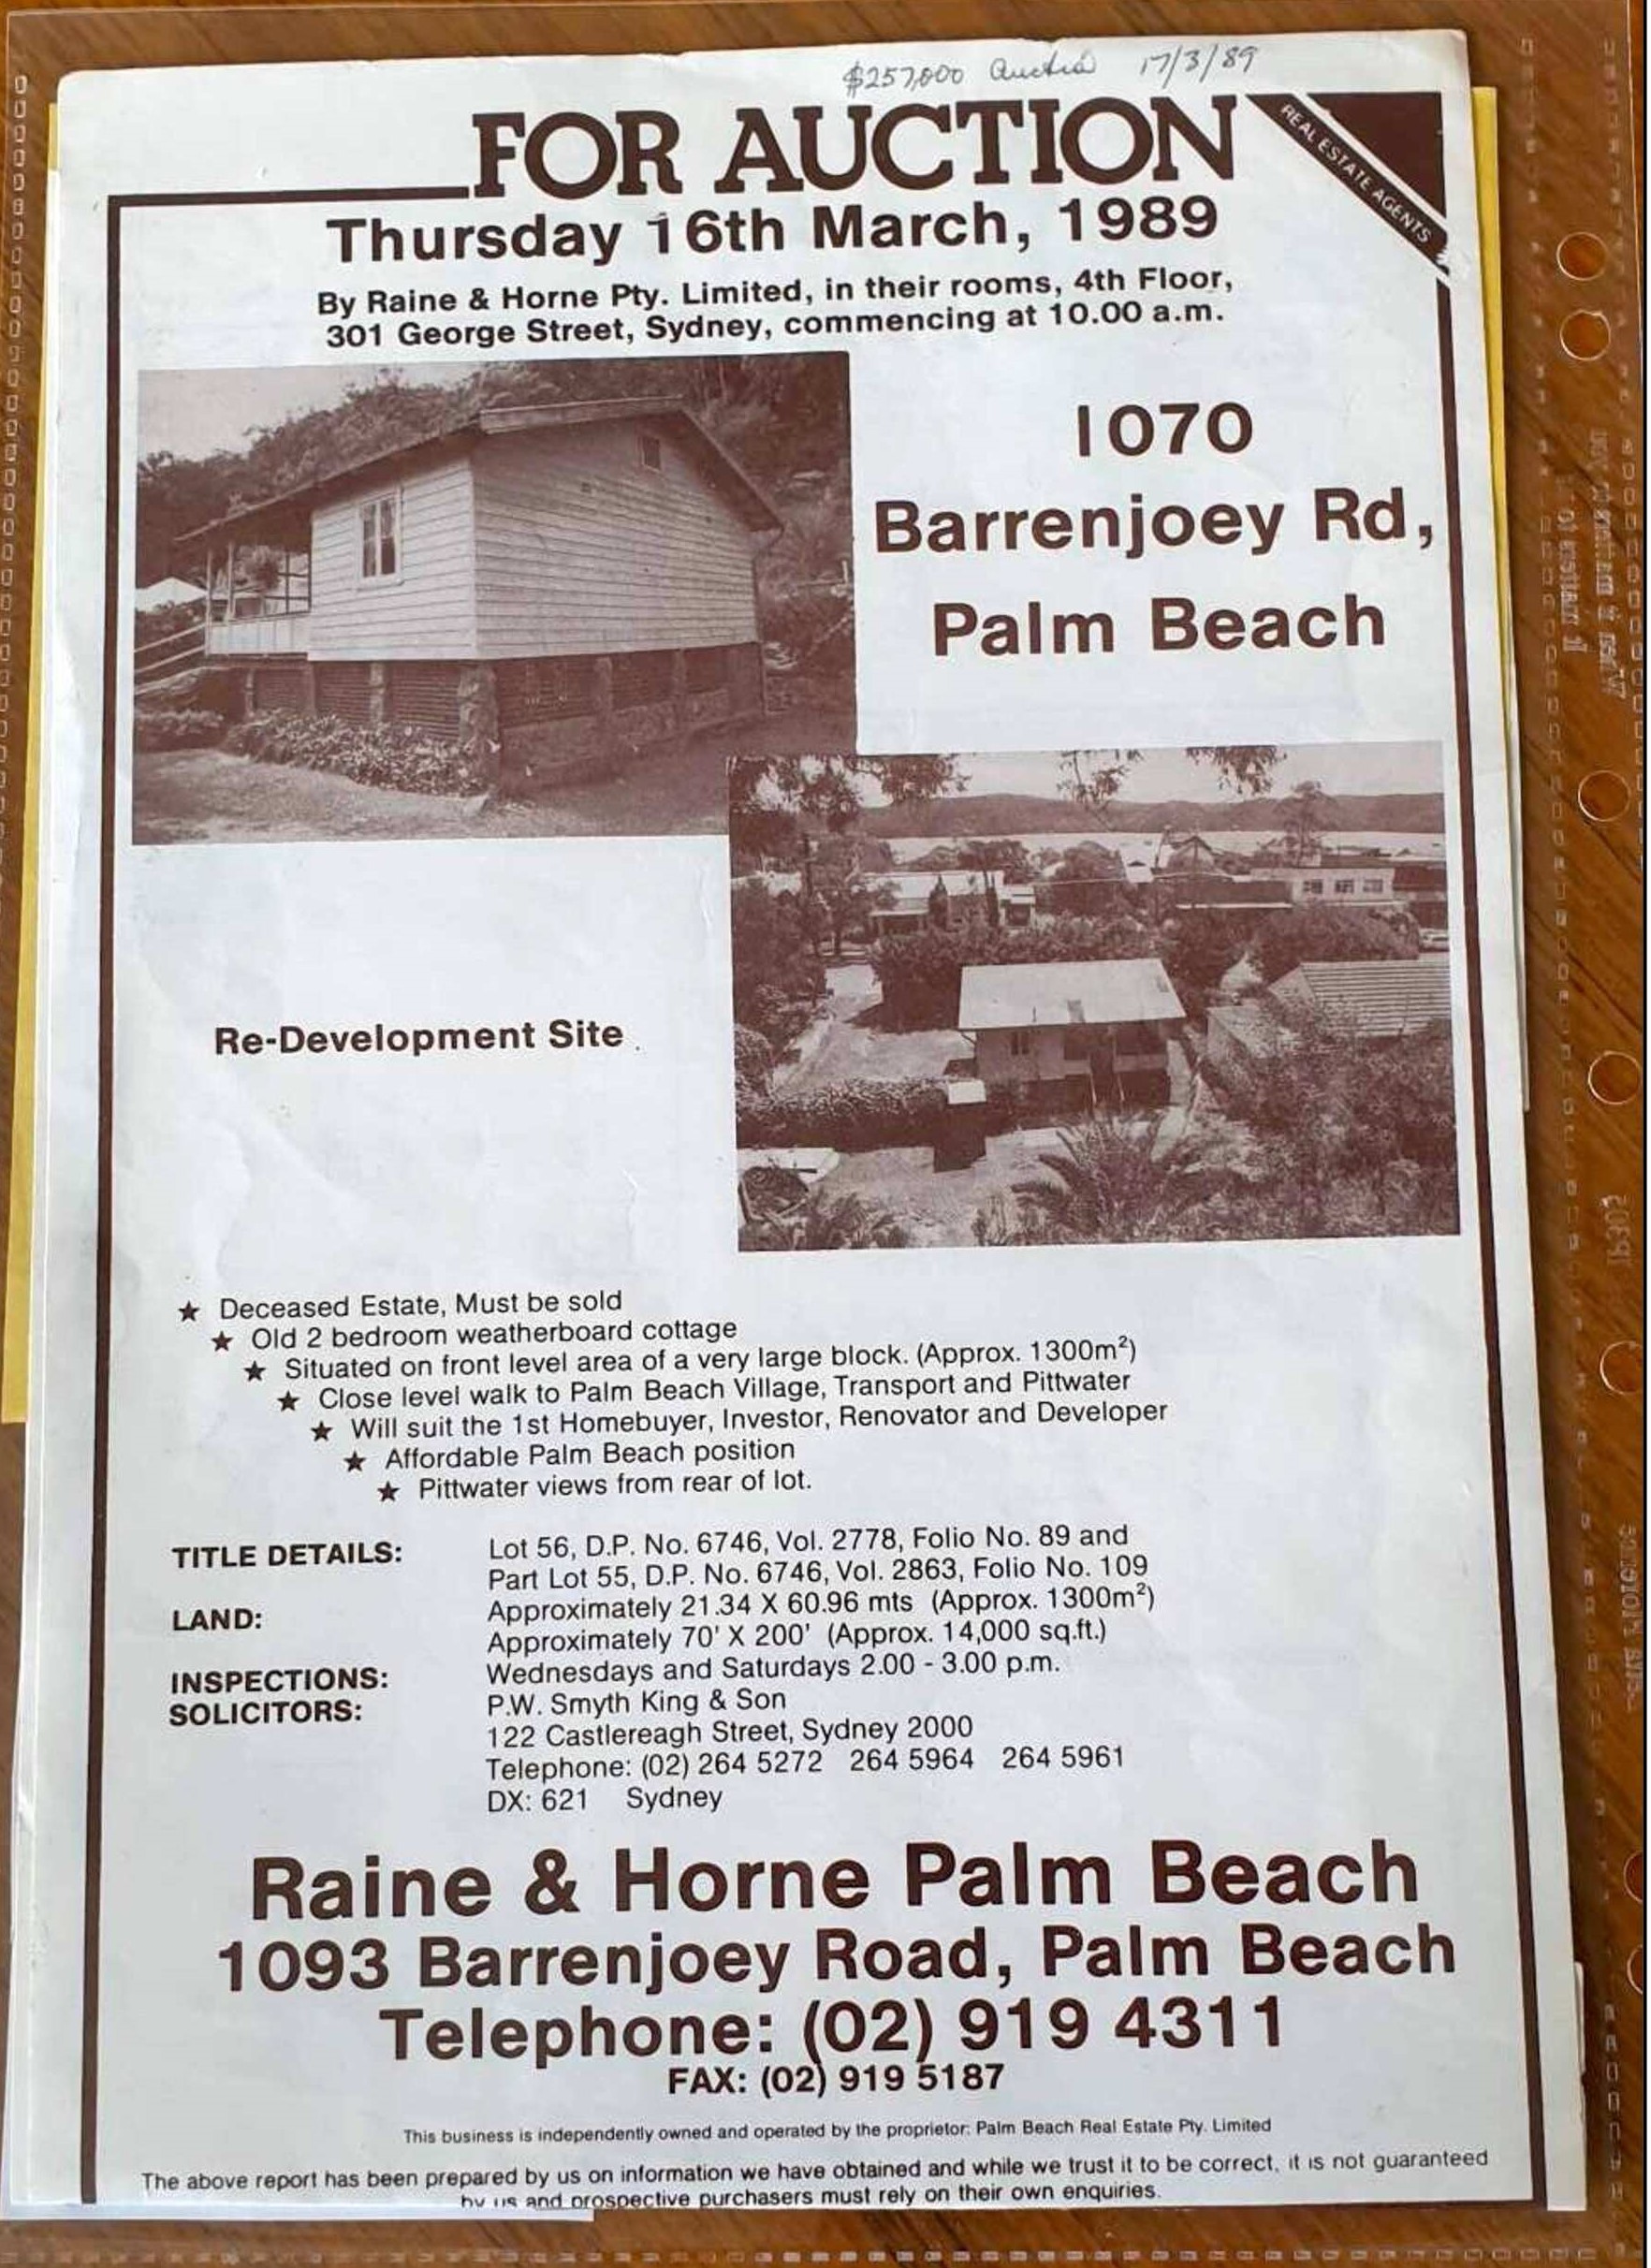 $257,000 Auction 17/3/89
FOR AUCTION
REAL ESTATE AGENTS
Thursday 16th March, 1989
By Raine & Horne Pty. Limited, in their rooms, 4th Floor,
301 George Street, Sydney, commencing at 10.00 a.m.
1070
Barrenjoey Rd,
Palm Beach
Re-Development Site
★ Deceased Estate, Must be sold
★ Old 2 bedroom weatherboard cottage
★ Situated on front level area of a very large block. (Approx. 1300m²)
★ Close level walk to Palm Beach Village, Transport and Pittwater
★ Will suit the 1st Homebuyer, Investor, Renovator and Developer
★ Affordable Palm Beach position
★ Pittwater views from rear of lot.
TITLE DETAILS: Lot 56, D.P. No. 6746, Vol. 2778, Folio No. 89 and
Part Lot 55, D.P. No. 6746, Vol. 2863, Folio No. 109
LAND: Approximately 21.34 X 60.96 mts (Approx. 1300m²)
Approximately 70' X 200' (Approx. 14,000 sq.ft.)
INSPECTIONS: Wednesdays and Saturdays 2.00 - 3.00 p.m.
SOLICITORS: P.W. Smyth King & Son
122 Castlereagh Street, Sydney 2000
Telephone: (02) 264 5272 264 5964 264 5961
DX: 621 Sydney
Raine & Horne Palm Beach
1093 Barrenjoey Road, Palm Beach
Telephone: (02) 919 4311
FAX: (02) 919 5187
This business is independently owned and operated by the proprietor: Palm Beach Real Estate Pty. Limited
The above report has been prepared by us on information we have obtained and while we trust it to be correct, it is not guaranteed
by us and prospective purchasers must rely on their own enquiries.